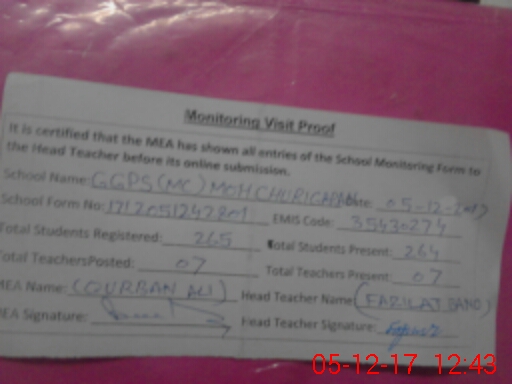 Monitoring Visit Proof
It is certified that the MEA has shown all entries of the School Monitoring Form to
the Head Teacher before its online submission.
School Name: GGPS (MC) MOH CHURIGARAN Date: 05-12-2017
School Form No: EMIS Code: 35430274
Total Students Registered: 265 Total Students Present: 264
Total TeachersPosted: 07 Total Teachers Present: 07
MEA Name: (QURBAN ALI) Head Teacher Name (FAZILAT BANO)
MEA Signature: Head Teacher Signature:
05-12-17 12:43